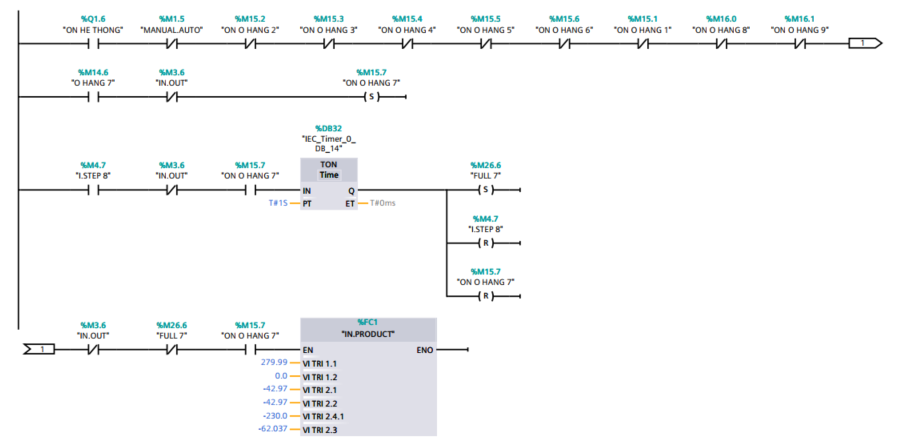 %Q1.6 %M1.5 %M15.2 %M15.3 %M15.4 %M15.5 %M15.6 %M15.1 %M16.0 %M16.1
"ON HE THONG" "MANUAL.AUTO" "ON O HANG 2" "ON O HANG 3" "ON O HANG 4" "ON O HANG 5" "ON O HANG 6" "ON O HANG 1" "ON O HANG 8" "ON O HANG 9"
1
%M14.6 %M3.6 %M15.7
"O HANG 7" "IN.OUT" "ON O HANG 7"
S
%DB32
"IEC_Timer_0_
DB_14"
%M4.7 %M3.6 %M15.7 TON %M26.6
"I.STEP 8" "IN.OUT" "ON O HANG 7" Time "FULL 7"
IN Q S
T#1S PT ET T#0ms
%M4.7
"I.STEP 8"
R
%M15.7
"ON O HANG 7"
R
%M3.6 %M26.6 %M15.7 %FC1
"IN.OUT" "FULL 7" "ON O HANG 7" "IN.PRODUCT"
1 EN ENO
279.99 VI TRI 1.1
0.0 VI TRI 1.2
-42.97 VI TRI 2.1
-42.97 VI TRI 2.2
-230.0 VI TRI 2.4.1
-62.037 VI TRI 2.3